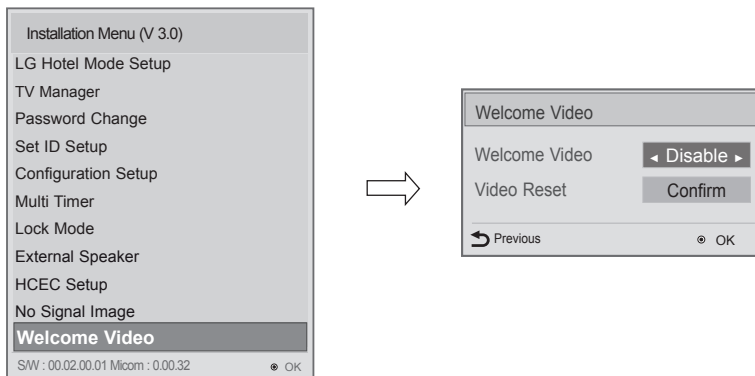 Installation Menu (V 3.0)
LG Hotel Mode Setup
TV Manager
Password Change
Set ID Setup
Configuration Setup
Multi Timer
Lock Mode
External Speaker
HCEC Setup
No Signal Image
Welcome Video
S/W : 00.02.00.01 Micom : 0.00.32 ◉ OK
Welcome Video
Welcome Video ◄ Disable ►
Video Reset Confirm
Previous ◉ OK